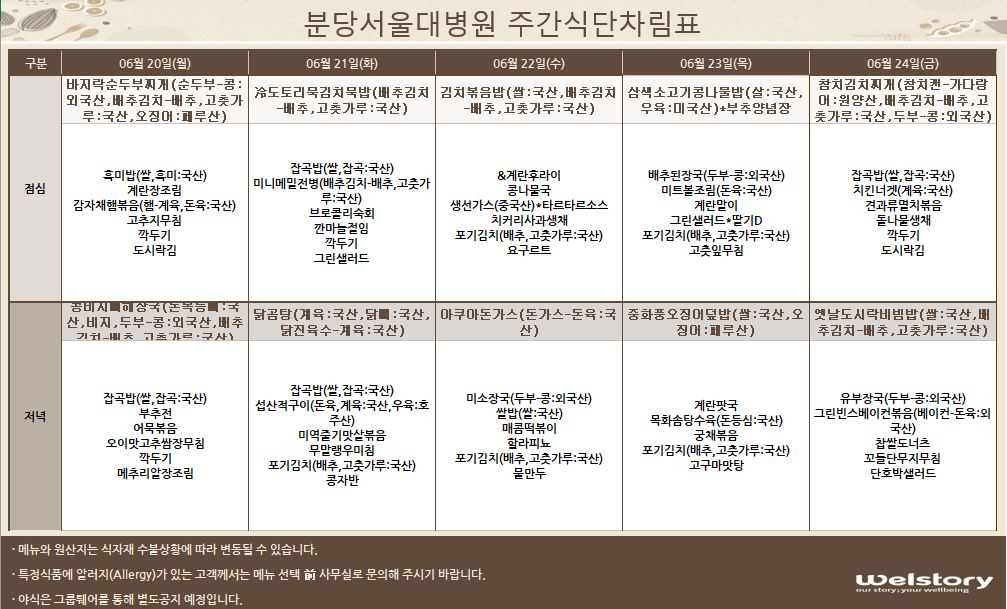 분당서울대병원 주간식단차림표
구분
06월 20일(월)
06월 21일(화)
06월 22일(수)
06월 23일(목)
06월 24일(금)
점심
바지락순두부찌개(순두부-콩:
외국산,배추김치-배추,고춧가
루:국산,오징어:페루산)
흑미밥(쌀,흑미:국산)
계란장조림
감자채햄볶음(햄-계육,돈육:국산)
고추지무침
깍두기
도시락김
冷도토리묵김치묵밥(배추김치
-배추,고춧가루:국산)
잡곡밥(쌀,잡곡:국산)
미니메밀전병(배추김치-배추,고춧가
루:국산)
브로콜리숙회
깐마늘절임
깍두기
그린샐러드
김치볶음밥(쌀:국산,배추김치
-배추,고춧가루:국산)
&계란후라이
콩나물국
생선가스(중국산)*타르타르소스
치커리사과생채
포기김치(배추,고춧가루:국산)
요구르트
삼색소고기콩나물밥(쌀:국산,
우육:미국산)*부추양념장
배추된장국(두부-콩:외국산)
미트볼조림(돈육:국산)
계란말이
그린샐러드*딸기D
포기김치(배추,고춧가루:국산)
고춧잎무침
참치김치찌개(참치캔-가다랑
어:원양산,배추김치-배추,고
춧가루:국산,두부-콩:외국산)
잡곡밥(쌀,잡곡:국산)
치킨너겟(계육:국산)
견과류멸치볶음
돌나물생채
깍두기
도시락김
저녁
산,비지,두부-콩:외국산,배추
김치-배추,고춧가루:국산)
잡곡밥(쌀,잡곡:국산)
부추전
어묵볶음
오이맛고추쌈장무침
깍두기
메추리알장조림
닭곰탕(계육:국산,닭:국산,
닭진육수-계육:국산)
잡곡밥(쌀,잡곡:국산)
섭산적구이(돈육,계육:국산,우육:호
주산)
미역줄기맛살볶음
무말랭우미침
포기김치(배추,고춧가루:국산)
콩자반
아쿠아돈가스(돈가스-돈육:국
산)
미소장국(두부-콩:외국산)
쌀밥(쌀:국산)
매콤떡볶이
할라피뇨
포기김치(배추,고춧가루:국산)
물만두
중화풍오징어덮밥(쌀:국산,오
징어:페루산)
계란팟국
목화솜탕수육(돈등심:국산)
궁채볶음
포기김치(배추,고춧가루:국산)
고구마맛탕
옛날도시락비빔밥(쌀:국산,배
추김치-배추,고춧가루:국산)
유부장국(두부-콩:외국산)
그린빈스베이컨볶음(베이컨-돈육:외
국산)
찹쌀도너츠
꼬들단무지무침
단호박샐러드
· 메뉴와 원산지는 식자재 수불상황에 따라 변동될 수 있습니다.
· 특정식품에 알러지(Allergy)가 있는 고객께서는 메뉴 선택 前 사무실로 문의해 주시기 바랍니다.
· 야식은 그룹웨어를 통해 별도공지 예정입니다.
welstory
our story; your wellbeing